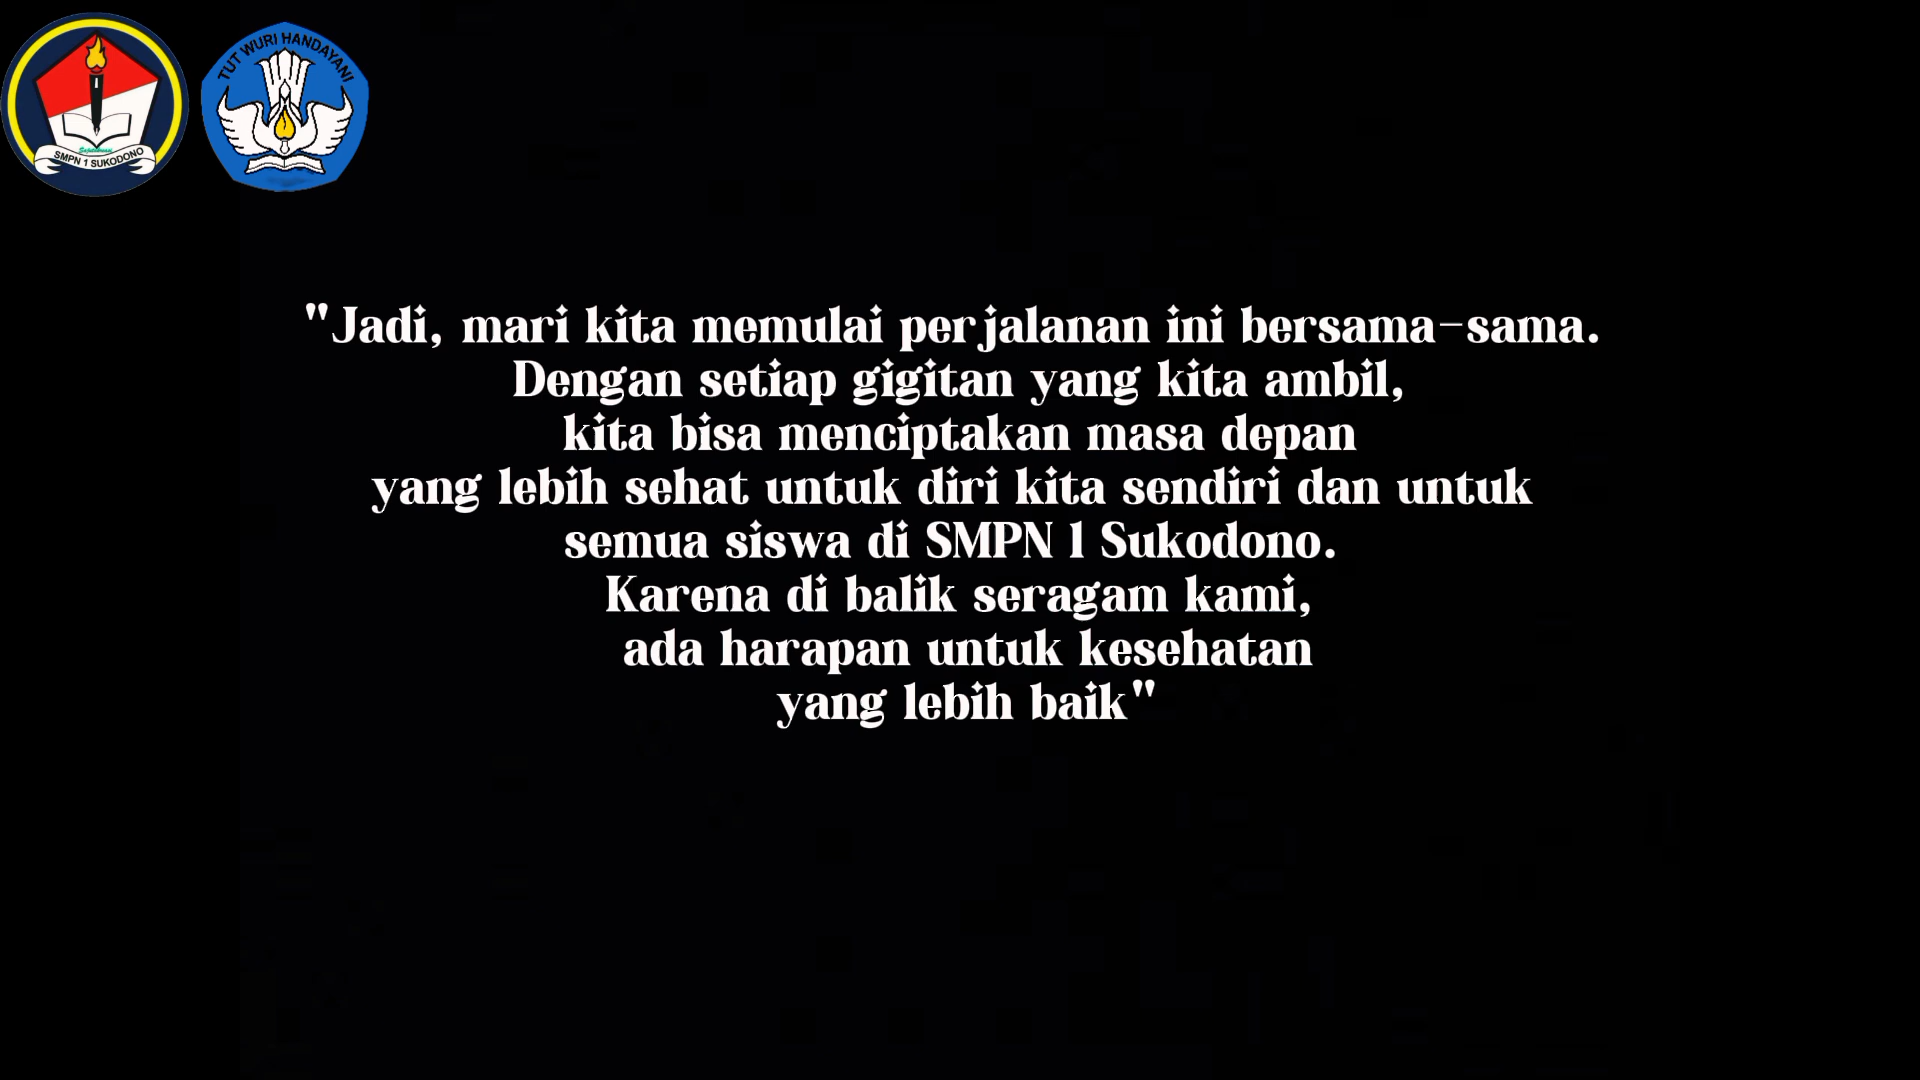 SMPN 1 SUKODONO
TUT WURI HANDAYANI
"Jadi, mari kita memulai perjalanan ini bersama-sama.
Dengan setiap gigitan yang kita ambil,
kita bisa menciptakan masa depan
yang lebih sehat untuk diri kita sendiri dan untuk
semua siswa di SMPN 1 Sukodono.
Karena di balik seragam kami,
ada harapan untuk kesehatan
yang lebih baik"